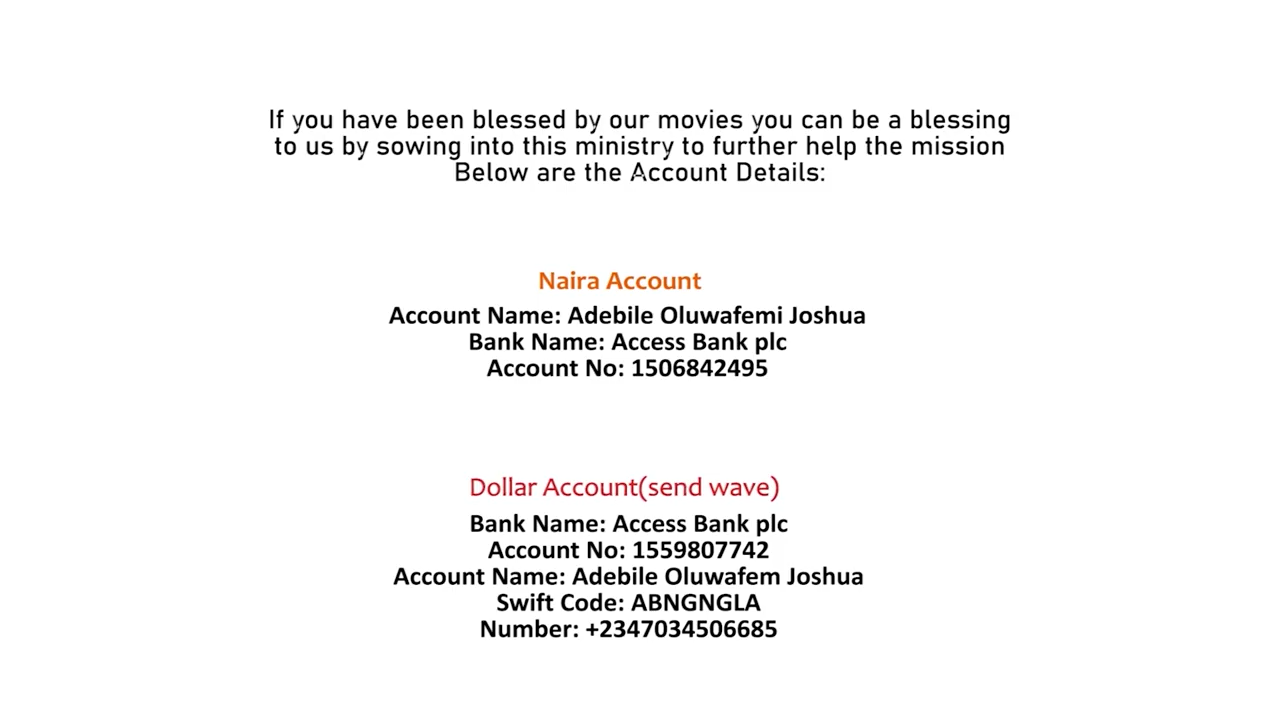 If you have been blessed by our movies you can be a blessing
to us by sowing into this ministry to further help the mission
Below are the Account Details:
Naira Account
Account Name: Adebile Oluwafemi Joshua
Bank Name: Access Bank plc
Account No: 1506842495
Dollar Account(send wave)
Bank Name: Access Bank plc
Account No: 1559807742
Account Name: Adebile Oluwafem Joshua
Swift Code: ABNGNGLA
Number: +2347034506685